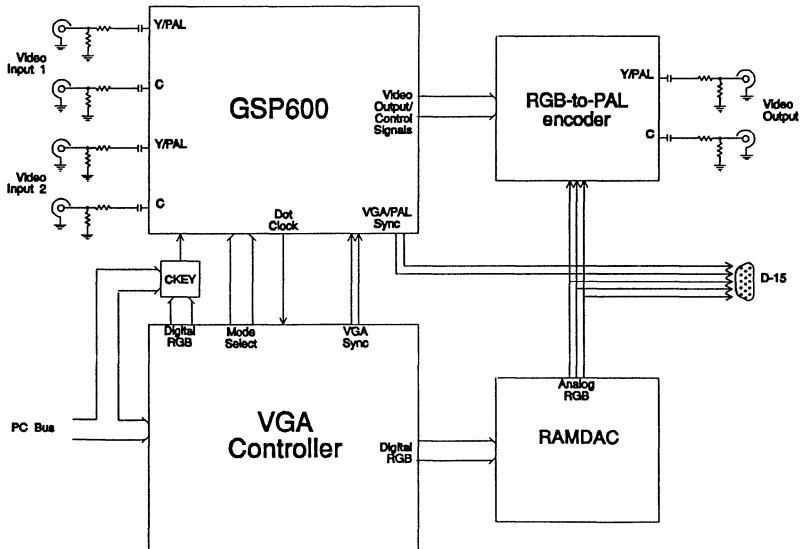 Video
Input 1
Y/PAL
C
Video
Input 2
Y/PAL
C
GSP600
Video
Output/
Control
Signals
RGB-to-PAL
encoder
Y/PAL
C
Video
Output
Dot
Clock
VGA/PAL
Sync
CKEY
D-15
Digital
RGB
Mode
Select
VGA
Sync
PC Bus
VGA
Controller
Digital
RGB
Analog
RGB
RAMDAC